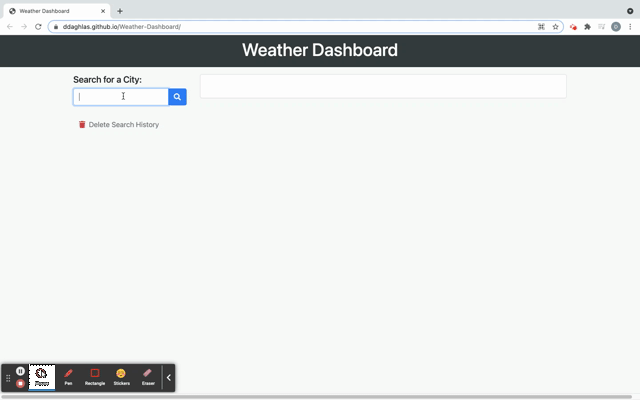 Weather Dashboard
ddaghlas.github.io/Weather-Dashboard/
Weather Dashboard
Search for a City:
Delete Search History
Pen
Rectangle
Stickers
Eraser